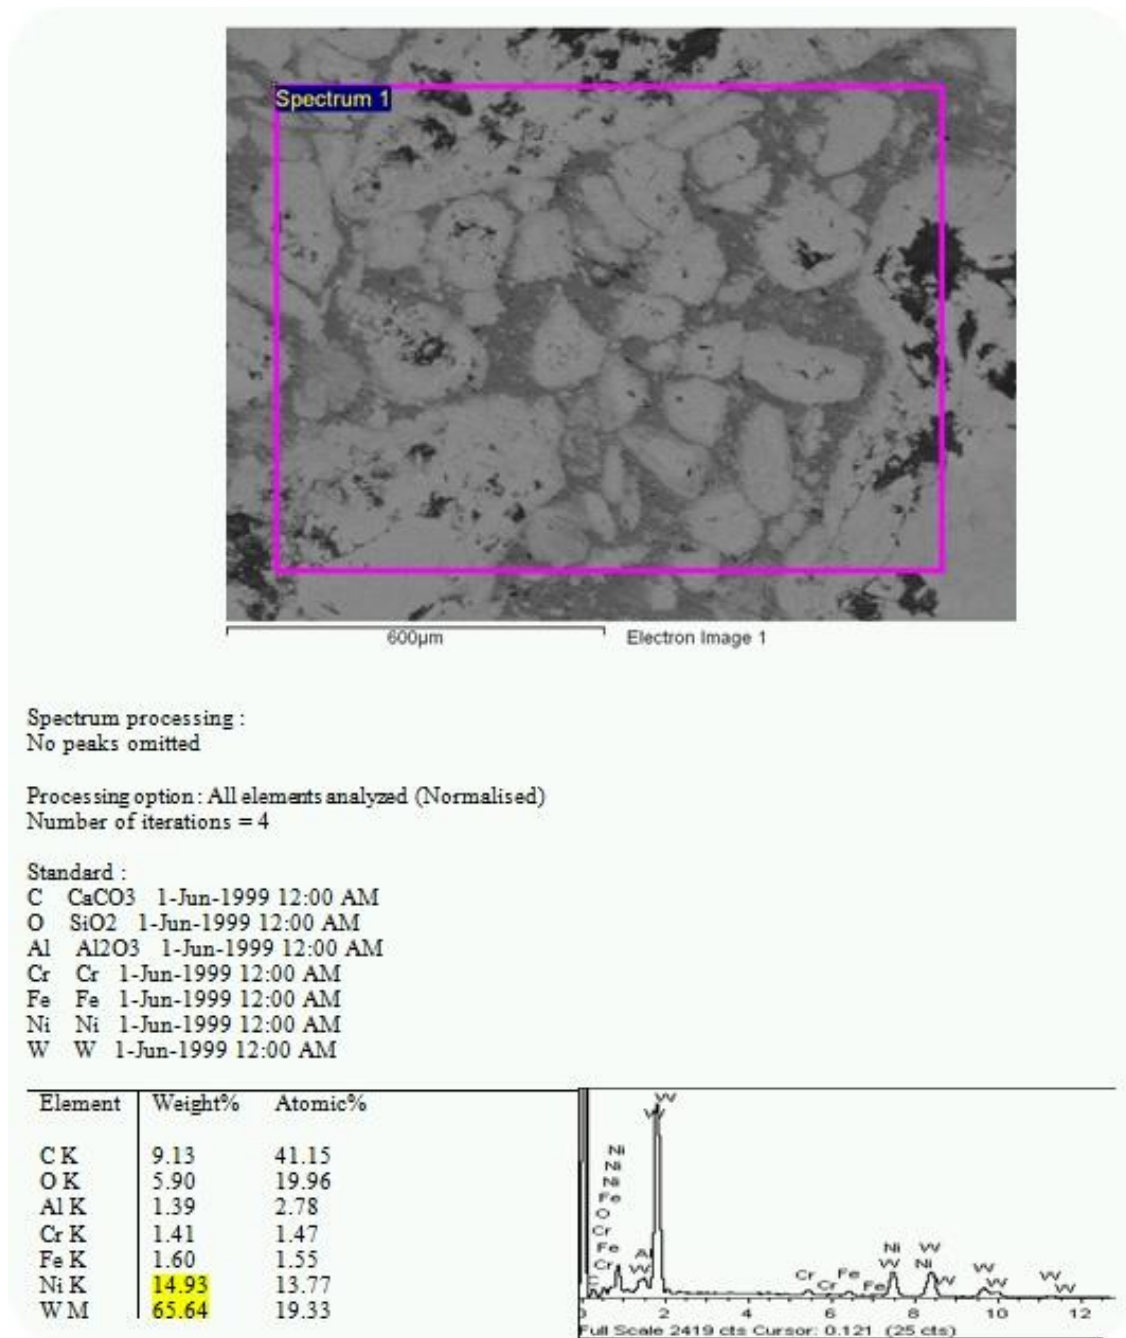 Spectrum 1
600µm Electron Image 1
Spectrum processing :
No peaks omitted
Processing option : All elements analyzed (Normalised)
Number of iterations = 4
Standard :
C CaCO3 1-Jun-1999 12:00 AM
O SiO2 1-Jun-1999 12:00 AM
Al Al2O3 1-Jun-1999 12:00 AM
Cr Cr 1-Jun-1999 12:00 AM
Fe Fe 1-Jun-1999 12:00 AM
Ni Ni 1-Jun-1999 12:00 AM
W W 1-Jun-1999 12:00 AM
Element Weight% Atomic%
C K 9.13 41.15
O K 5.90 19.96
Al K 1.39 2.78
Cr K 1.41 1.47
Fe K 1.60 1.55
Ni K 14.93 13.77
W M 65.64 19.33
W
W
Ni
Ni
Ni
Fe
O
Cr
Fe Al Ni W
Cr W Cr Fe W Ni W W
C Cr Fe W W W
2 4 6 8 10 12
Full Scale 2419 cts Cursor: 0.121 (25 cts)